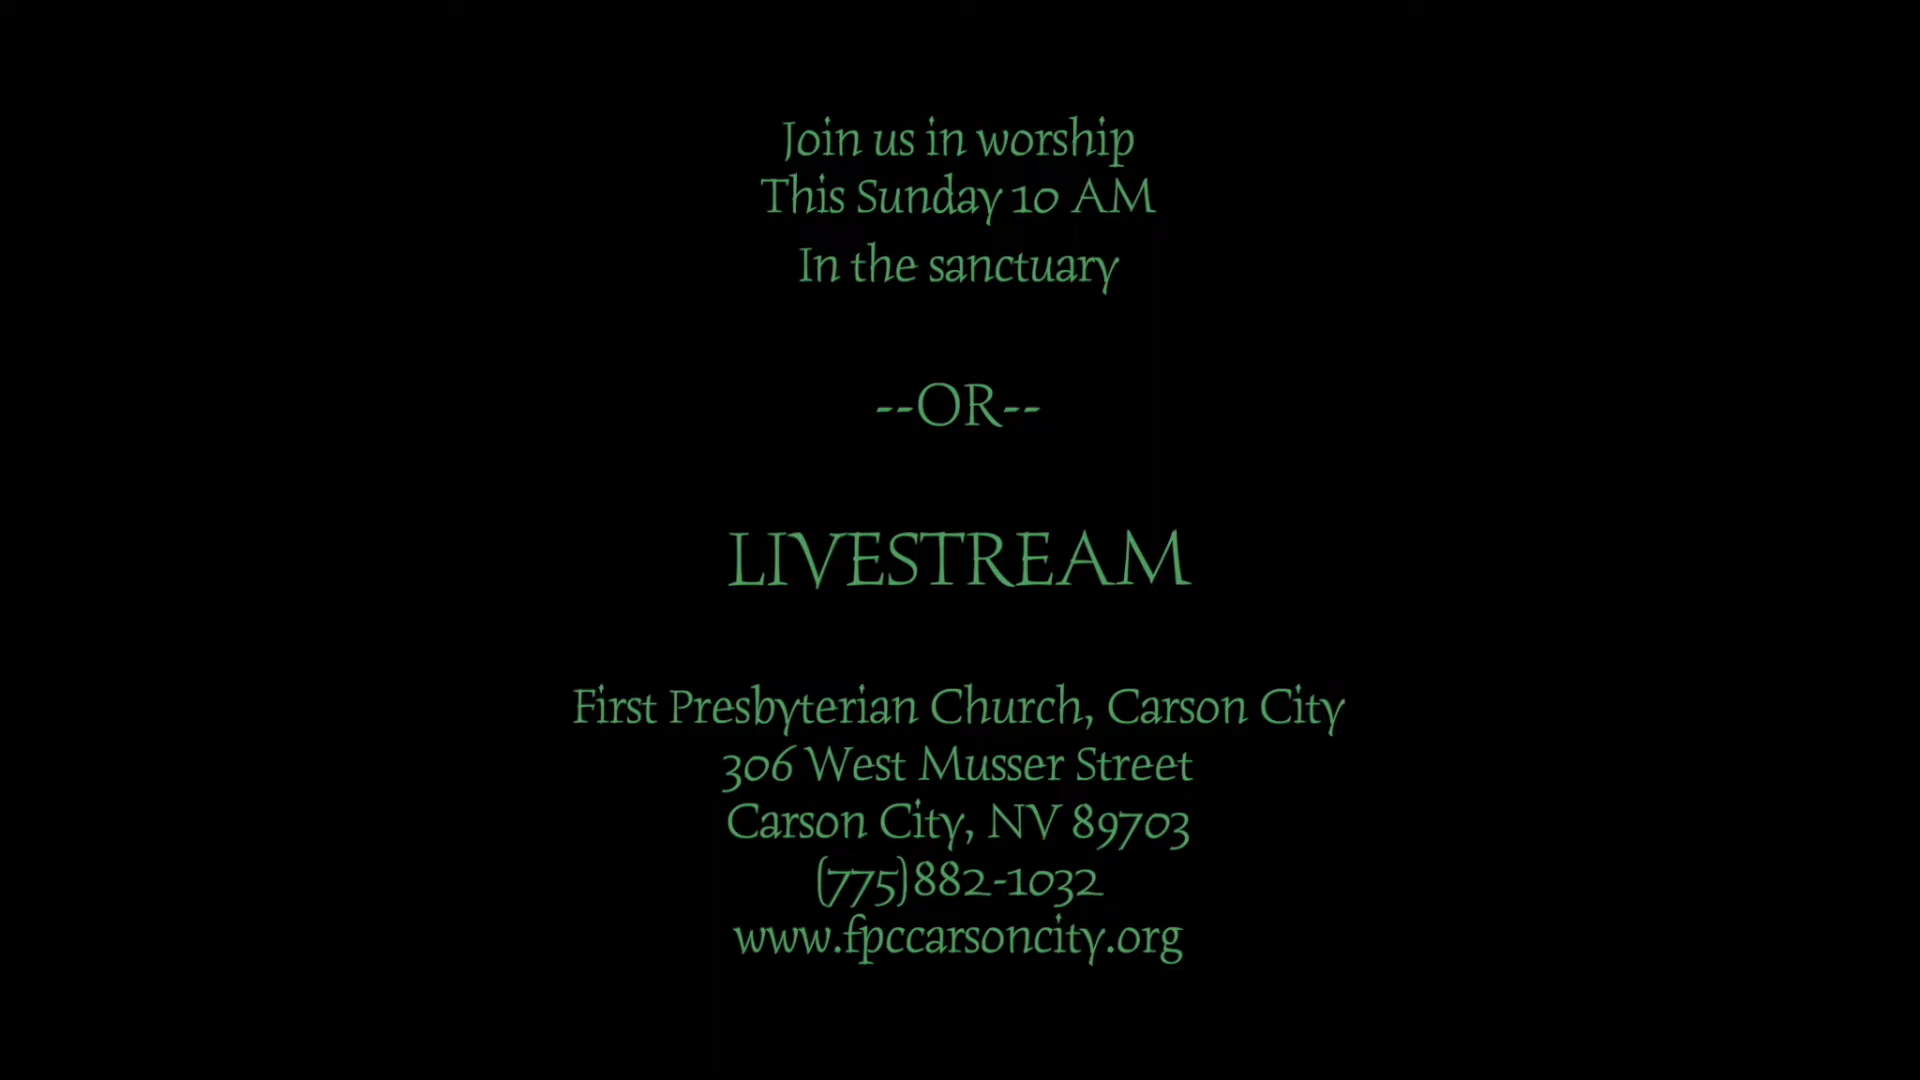 Join us in worship
This Sunday 10 AM
In the sanctuary
--OR--
LIVESTREAM
First Presbyterian Church, Carson City
306 West Musser Street
Carson City, NV 89703
(775)882-1032
www.fpccarsoncity.org